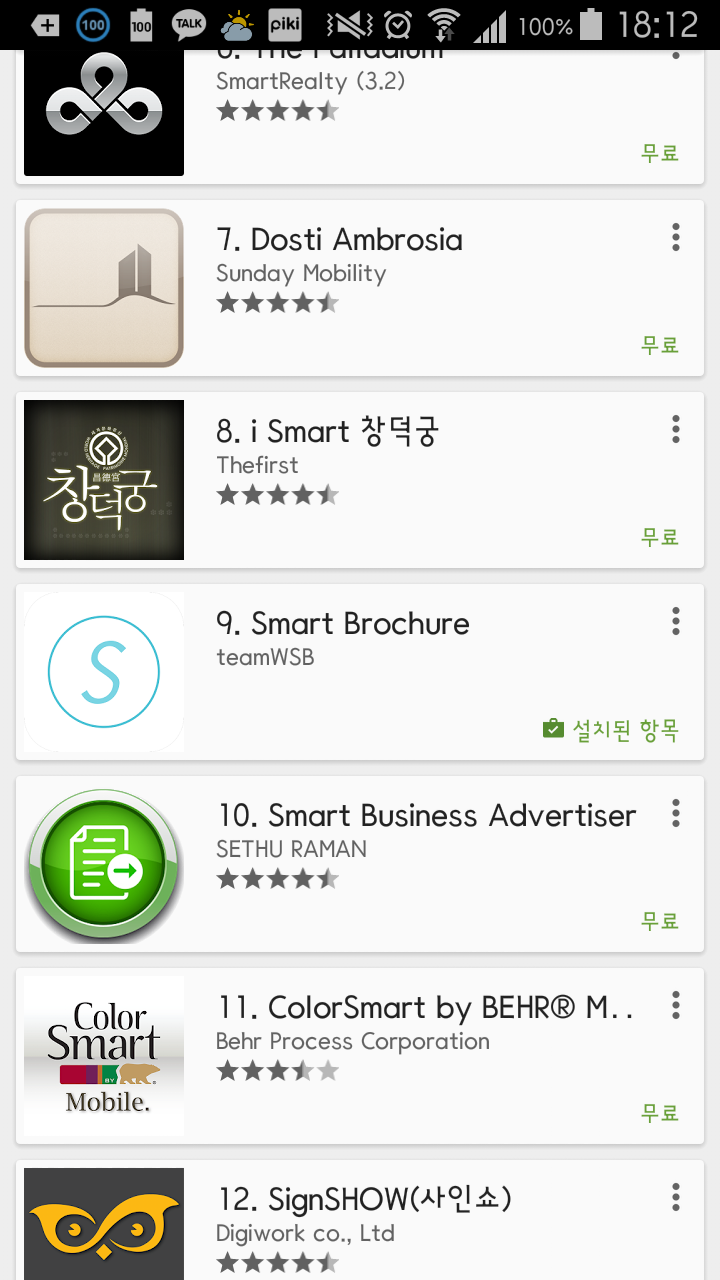 100
100
TALK
piki
100%
18:12
6. The Palladium
SmartRealty (3.2)
무료
7. Dosti Ambrosia
Sunday Mobility
무료
창덕궁
昌德宮
8. i Smart 창덕궁
Thefirst
무료
S
9. Smart Brochure
teamWSB
설치된 항목
10. Smart Business Advertiser
SETHU RAMAN
무료
Color
Smart
BY
Mobile.
11. ColorSmart by BEHR® M..
Behr Process Corporation
무료
12. SignSHOW(사인쇼)
Digiwork co., Ltd